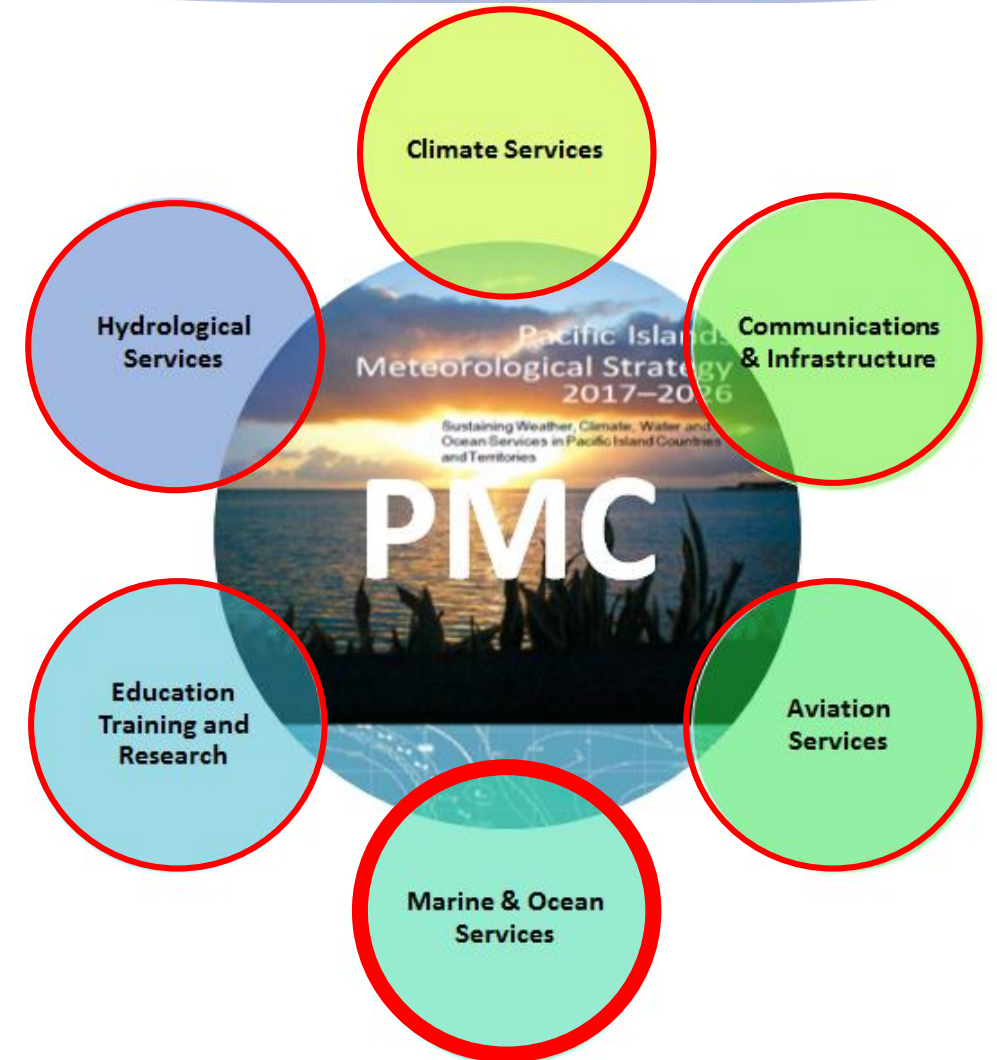 Climate Services
Hydrological
Services
Communications
& Infrastructure
Pacific Islands
Meteorological Strategy
2017–2026
Sustaining Weather, Climate, Water and
Ocean Services in Pacific Island Countries
and Territories
PMC
Education
Training and
Research
Aviation
Services
Marine & Ocean
Services